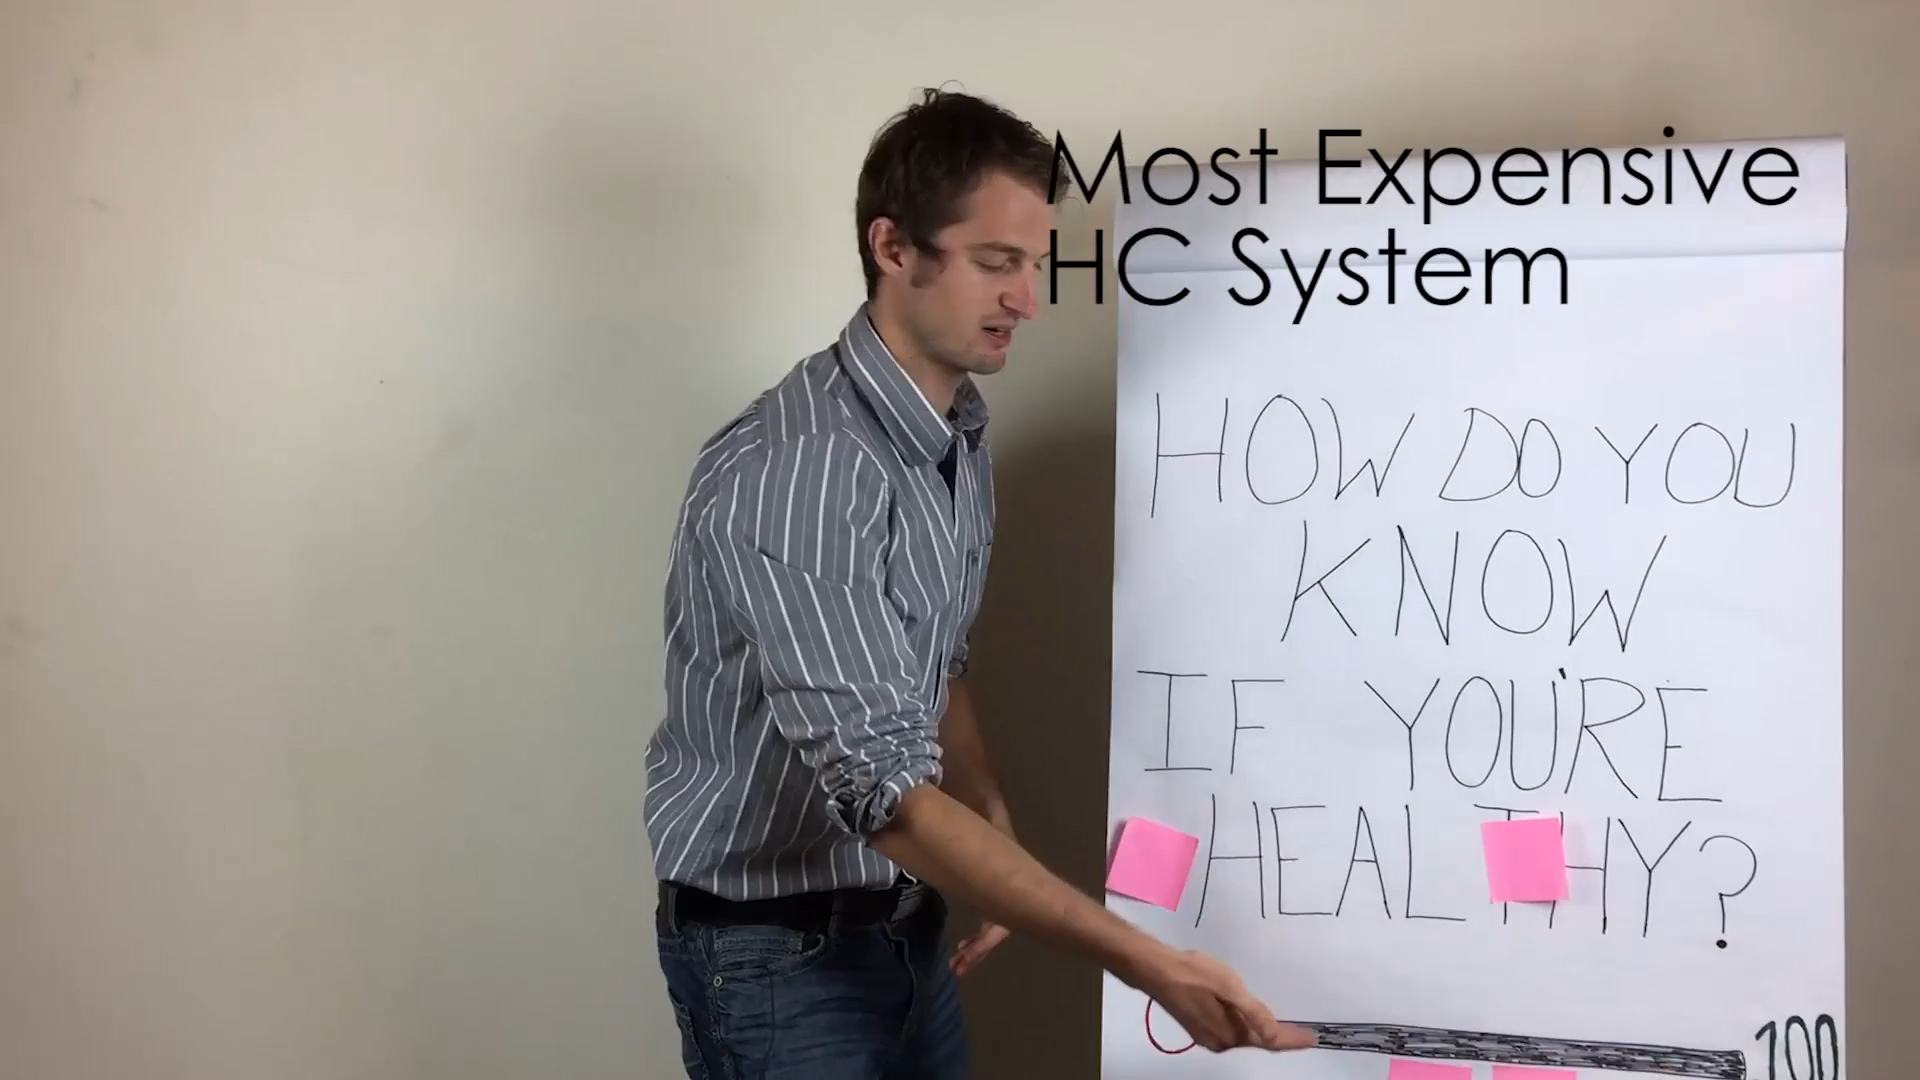 Most Expensive
HC System
HOW DO YOU
KNOW
IF YOU'RE
HEALTHY?
100